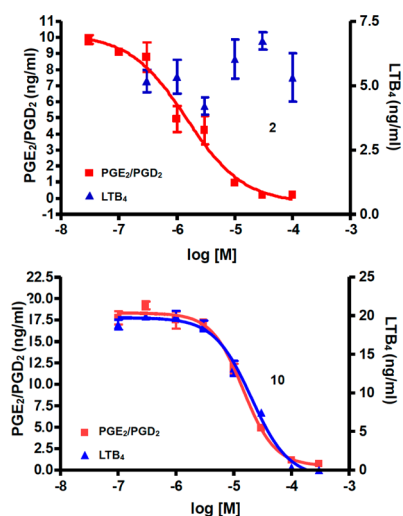 PGE₂/PGD₂ (ng/ml)
11
10
9
8
7
6
5
4
3
2
1
0
-1
7.5
5.0
2.5
0.0
LTB₄ (ng/ml)
2
PGE₂/PGD₂
LTB₄
-8 -7 -6 -5 -4 -3
log [M]
PGE₂/PGD₂ (ng/ml)
22.5
20.0
17.5
15.0
12.5
10.0
7.5
5.0
2.5
0.0
25
20
15
10
5
0
LTB₄ (ng/ml)
10
PGE₂/PGD₂
LTB₄
-8 -7 -6 -5 -4 -3
log [M]